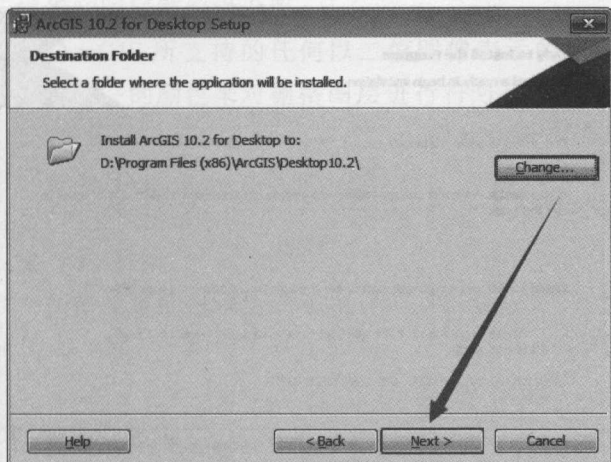 ArcGIS 10.2 for Desktop Setup
Destination Folder
Select a folder where the application will be installed.
Install ArcGIS 10.2 for Desktop to:
D:\Program Files (x86)\ArcGIS\Desktop10.2\
Change...
Help
< Back
Next >
Cancel